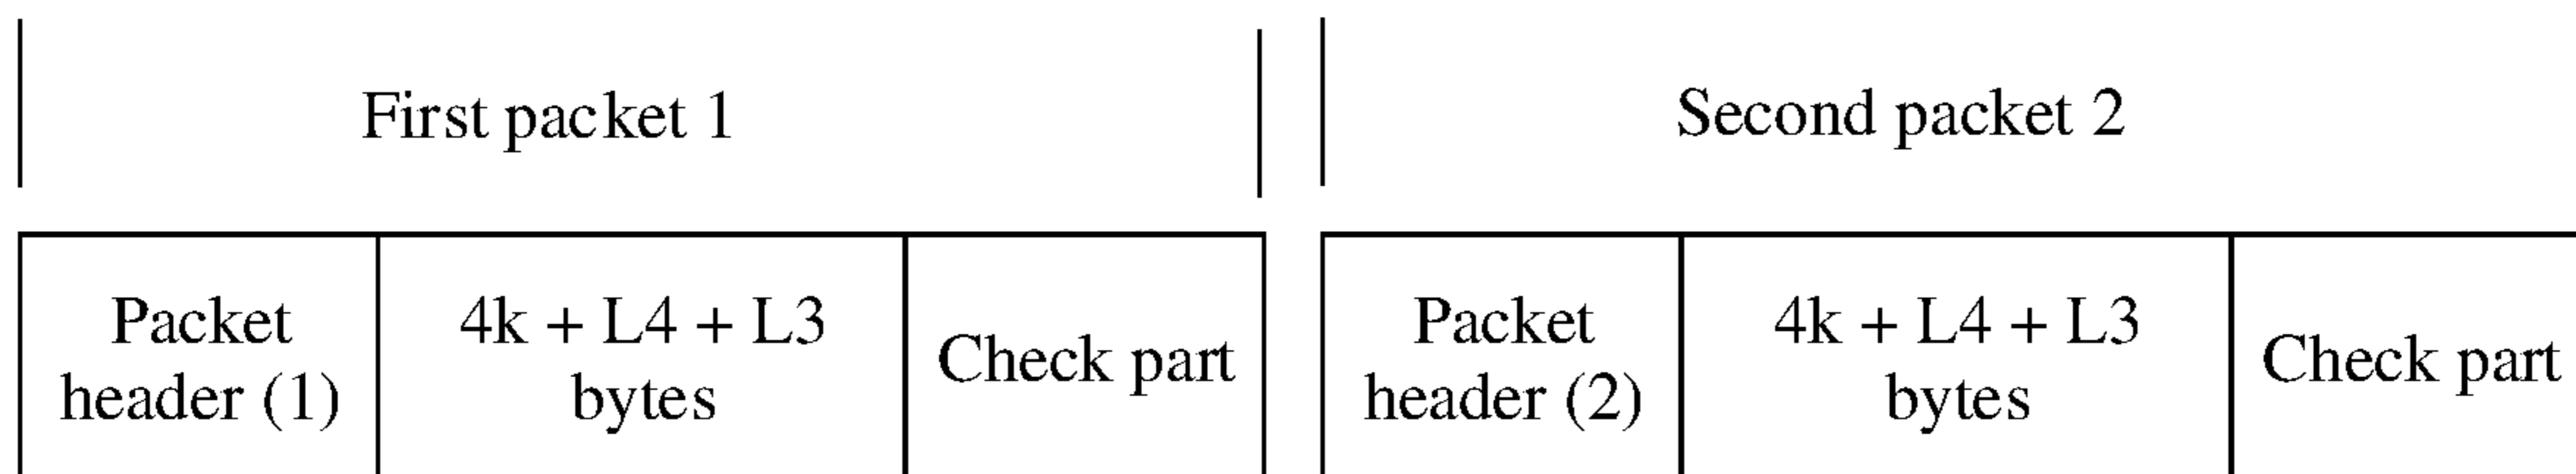 First packet 1
Second packet 2
Packet
header (1)
4k + L4 + L3
bytes
Check part
Packet
header (2)
4k + L4 + L3
bytes
Check part